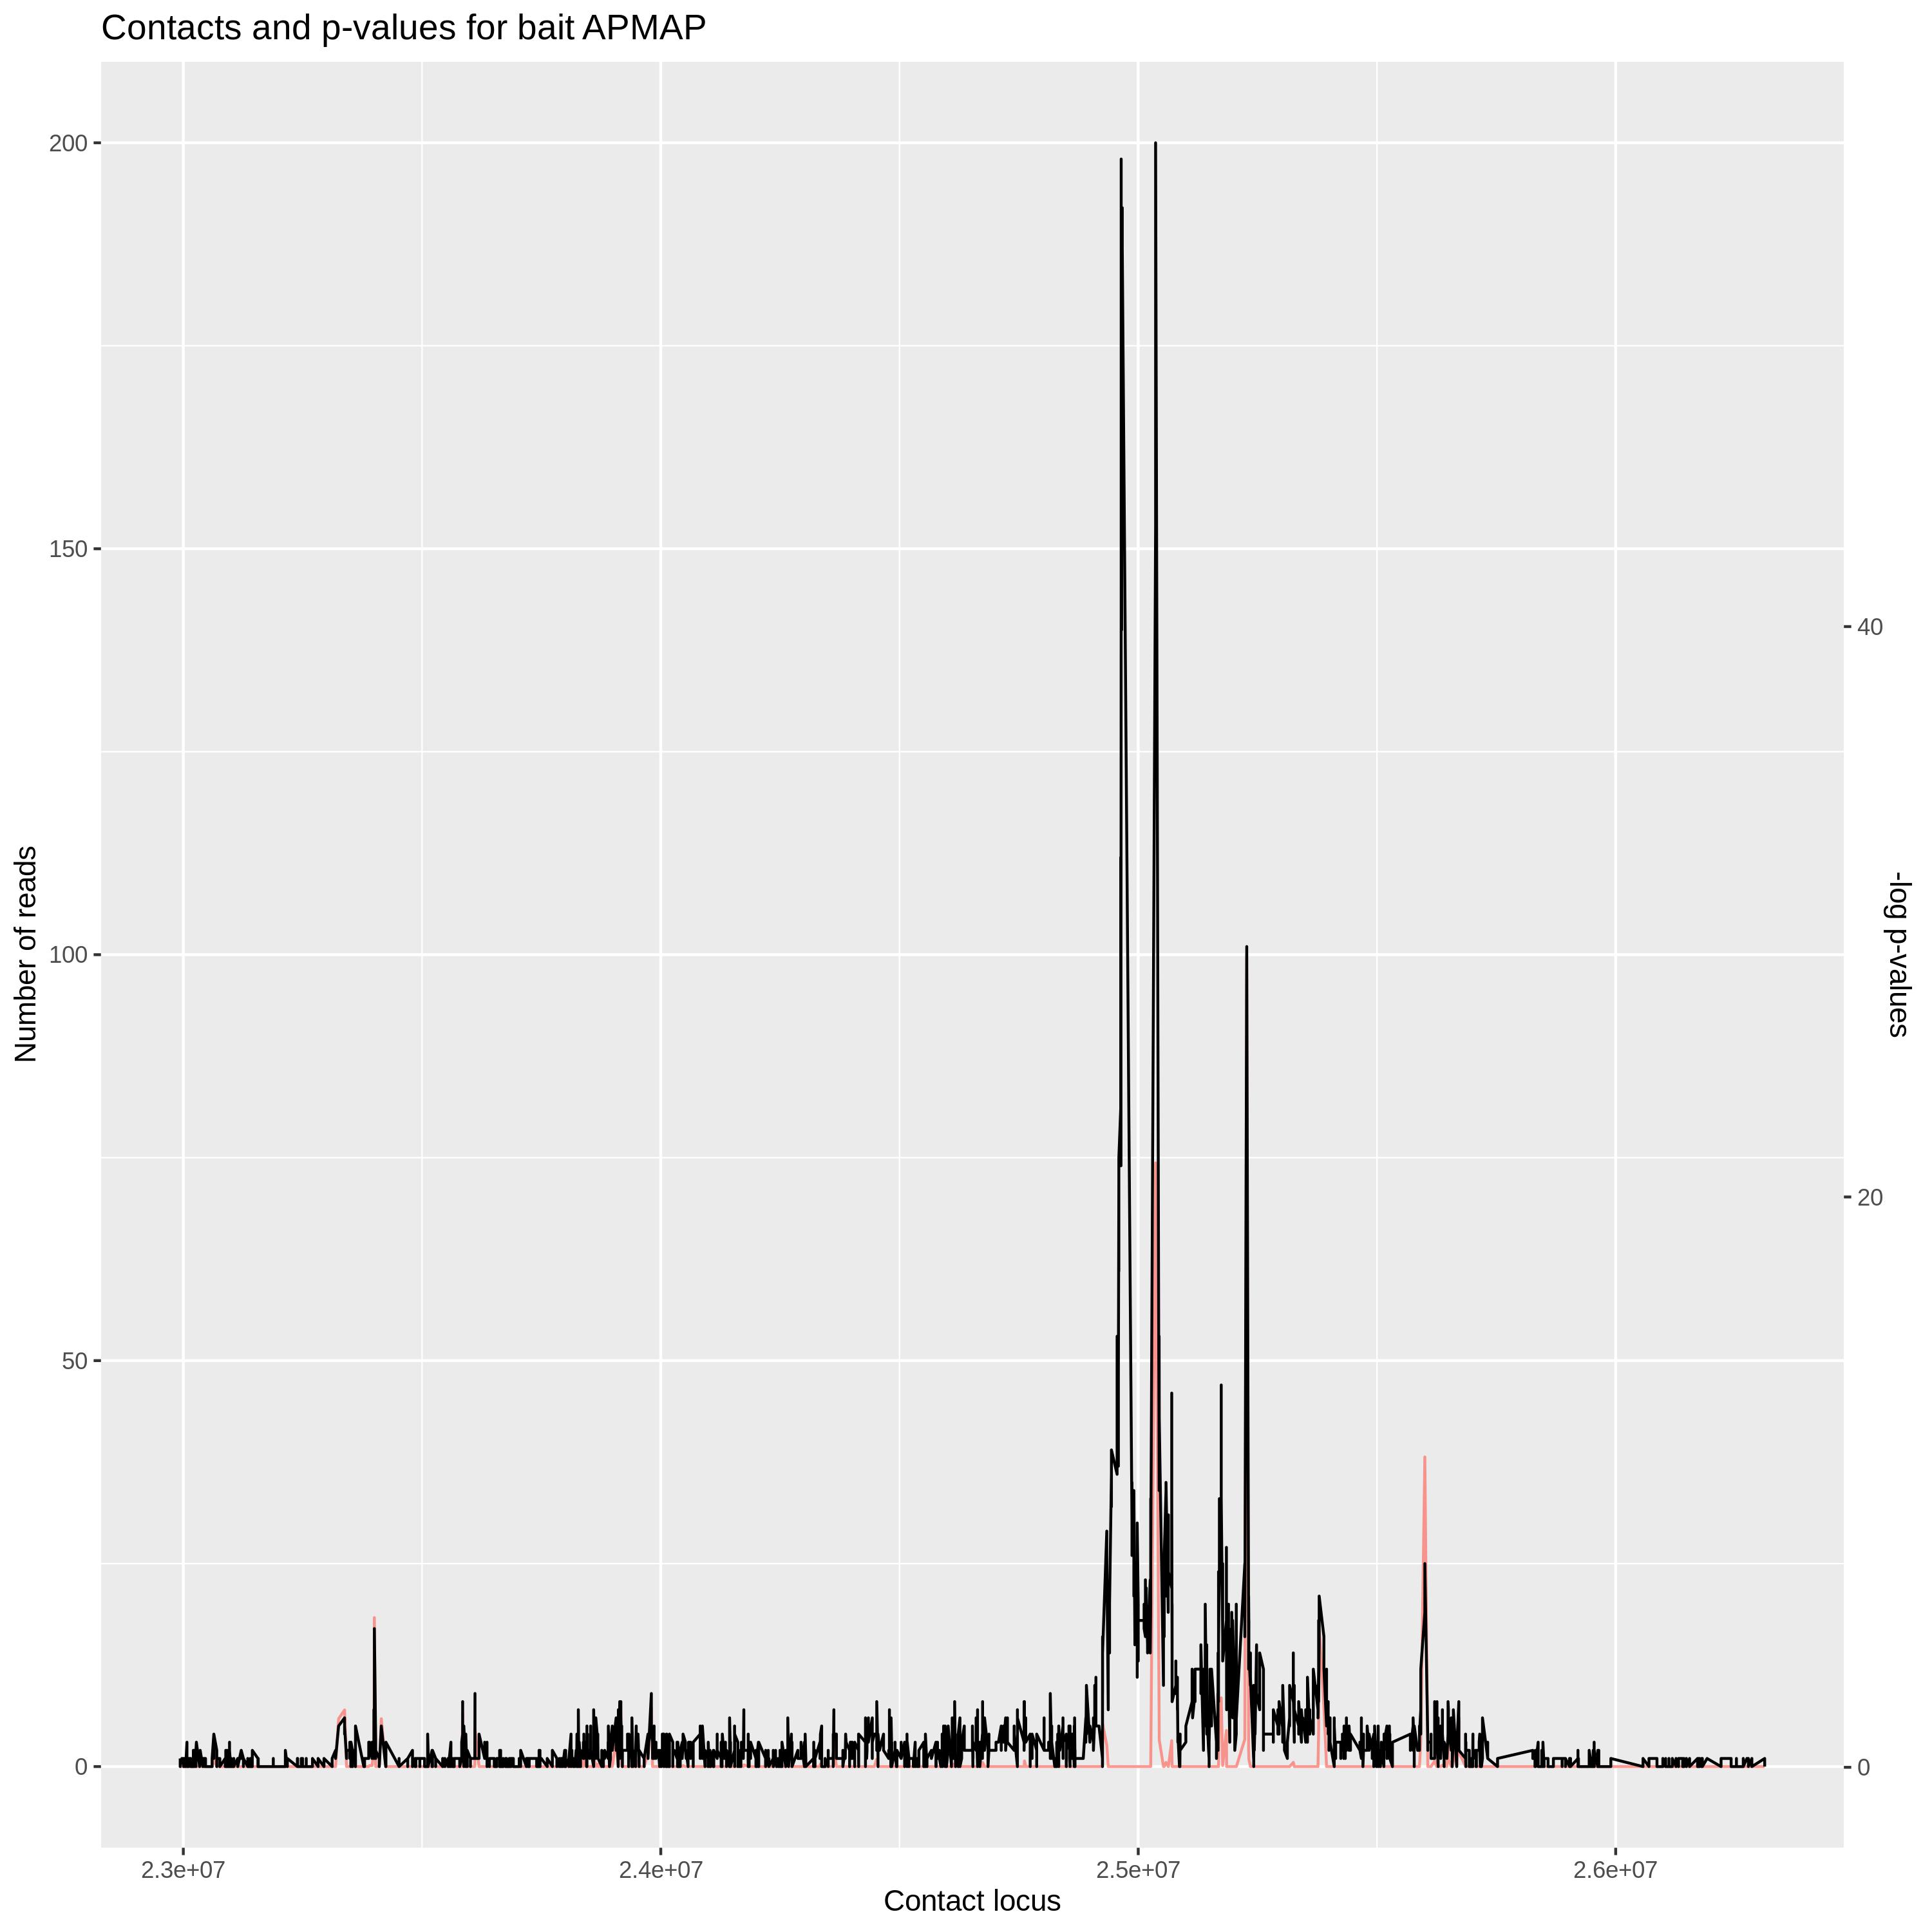 Contacts and p-values for bait APMAP
200
150
100
50
0
Number of reads
40
20
0
-log p-values
2.3e+07
2.4e+07
2.5e+07
2.6e+07
Contact locus